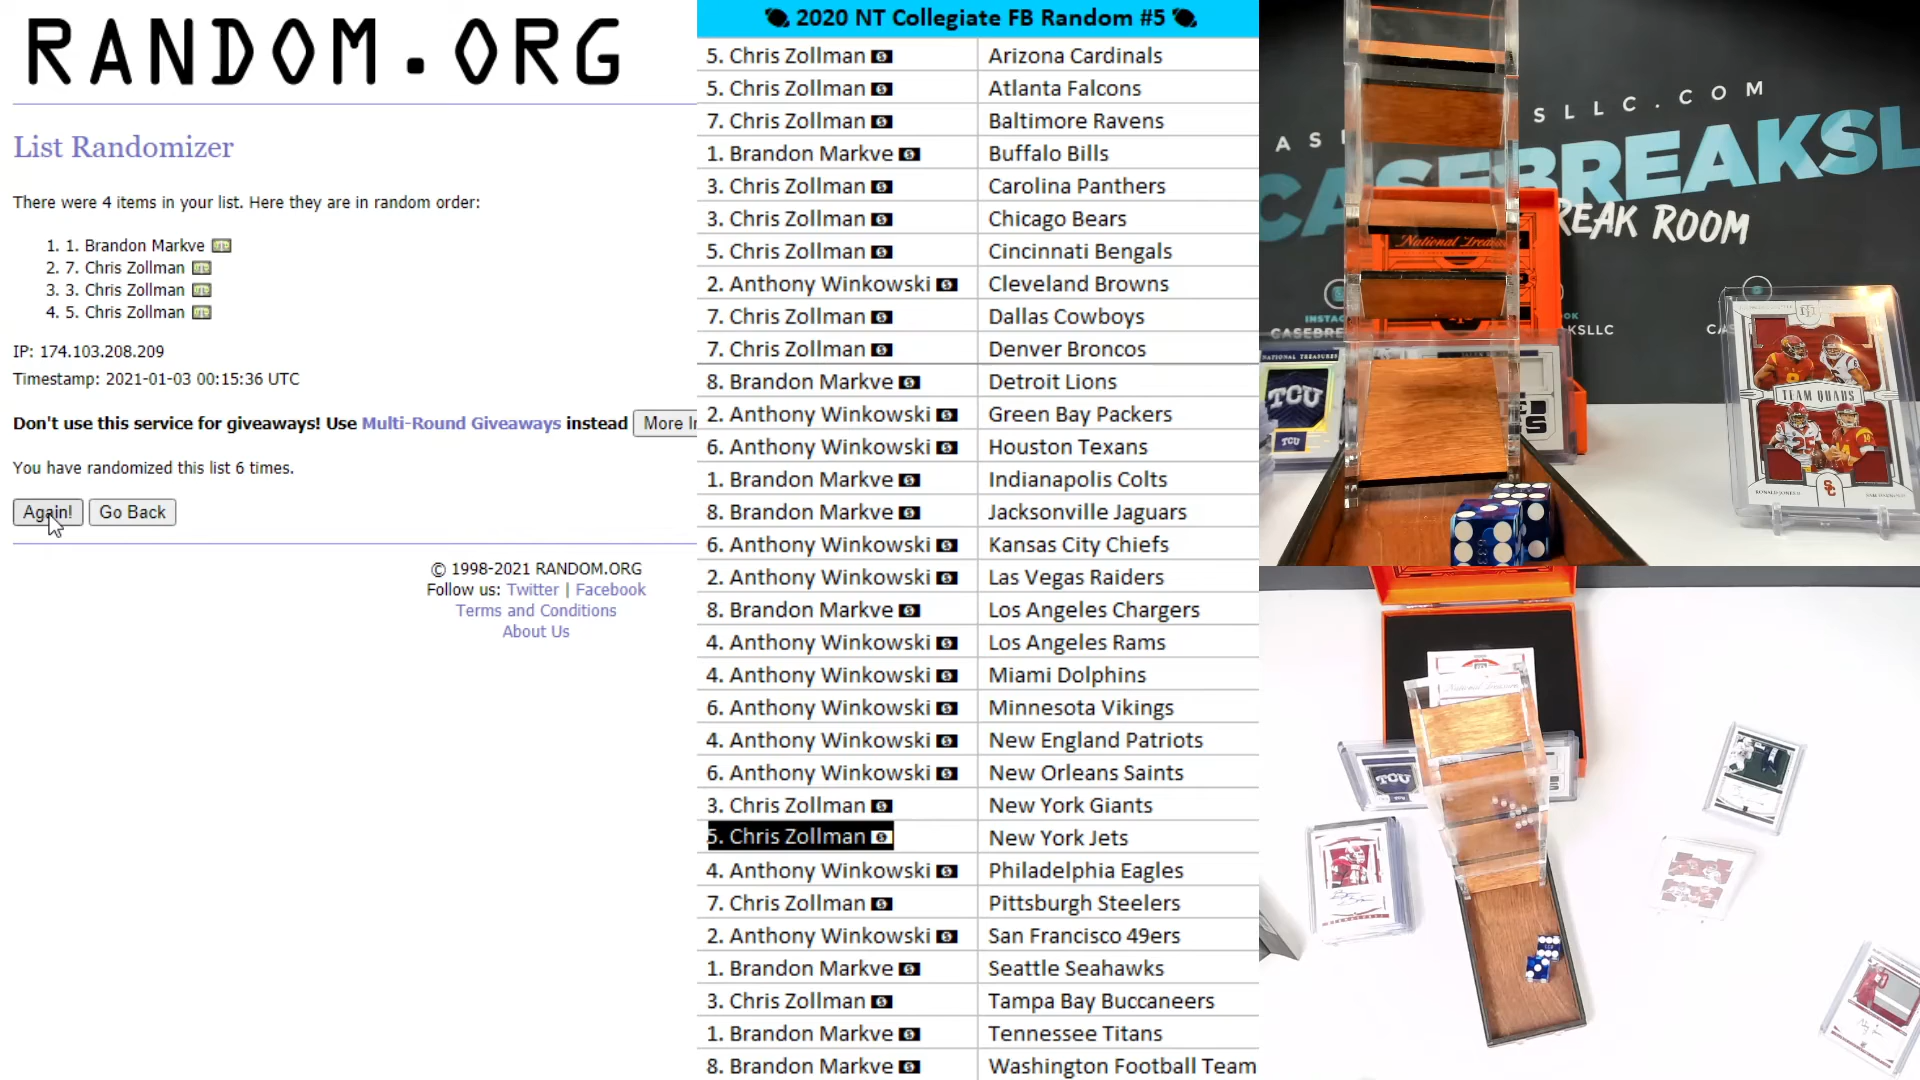 RANDOM.ORG
List Randomizer
There were 4 items in your list. Here they are in random order:
1. 1. Brandon Markve
2. 7. Chris Zollman
3. 3. Chris Zollman
4. 5. Chris Zollman
IP: 174.103.208.209
Timestamp: 2021-01-03 00:15:36 UTC
Don't use this service for giveaways! Use Multi-Round Giveaways instead More In
You have randomized this list 6 times.
Again! Go Back
© 1998-2021 RANDOM.ORG
Follow us: Twitter | Facebook
Terms and Conditions
About Us
2020 NT Collegiate FB Random #5
5. Chris Zollman Arizona Cardinals
5. Chris Zollman Atlanta Falcons
7. Chris Zollman Baltimore Ravens
1. Brandon Markve Buffalo Bills
3. Chris Zollman Carolina Panthers
3. Chris Zollman Chicago Bears
5. Chris Zollman Cincinnati Bengals
2. Anthony Winkowski Cleveland Browns
7. Chris Zollman Dallas Cowboys
7. Chris Zollman Denver Broncos
8. Brandon Markve Detroit Lions
2. Anthony Winkowski Green Bay Packers
6. Anthony Winkowski Houston Texans
1. Brandon Markve Indianapolis Colts
8. Brandon Markve Jacksonville Jaguars
6. Anthony Winkowski Kansas City Chiefs
2. Anthony Winkowski Las Vegas Raiders
8. Brandon Markve Los Angeles Chargers
4. Anthony Winkowski Los Angeles Rams
4. Anthony Winkowski Miami Dolphins
6. Anthony Winkowski Minnesota Vikings
4. Anthony Winkowski New England Patriots
6. Anthony Winkowski New Orleans Saints
3. Chris Zollman New York Giants
5. Chris Zollman New York Jets
4. Anthony Winkowski Philadelphia Eagles
7. Chris Zollman Pittsburgh Steelers
2. Anthony Winkowski San Francisco 49ers
1. Brandon Markve Seattle Seahawks
3. Chris Zollman Tampa Bay Buccaneers
1. Brandon Markve Tennessee Titans
8. Brandon Markve Washington Football Team
SLLC.COM
BREAKSL
REAK ROOM
KSLLC
NATIONAL TREASURES
TCU
TCU
TEAM QUADS
SC
TCU